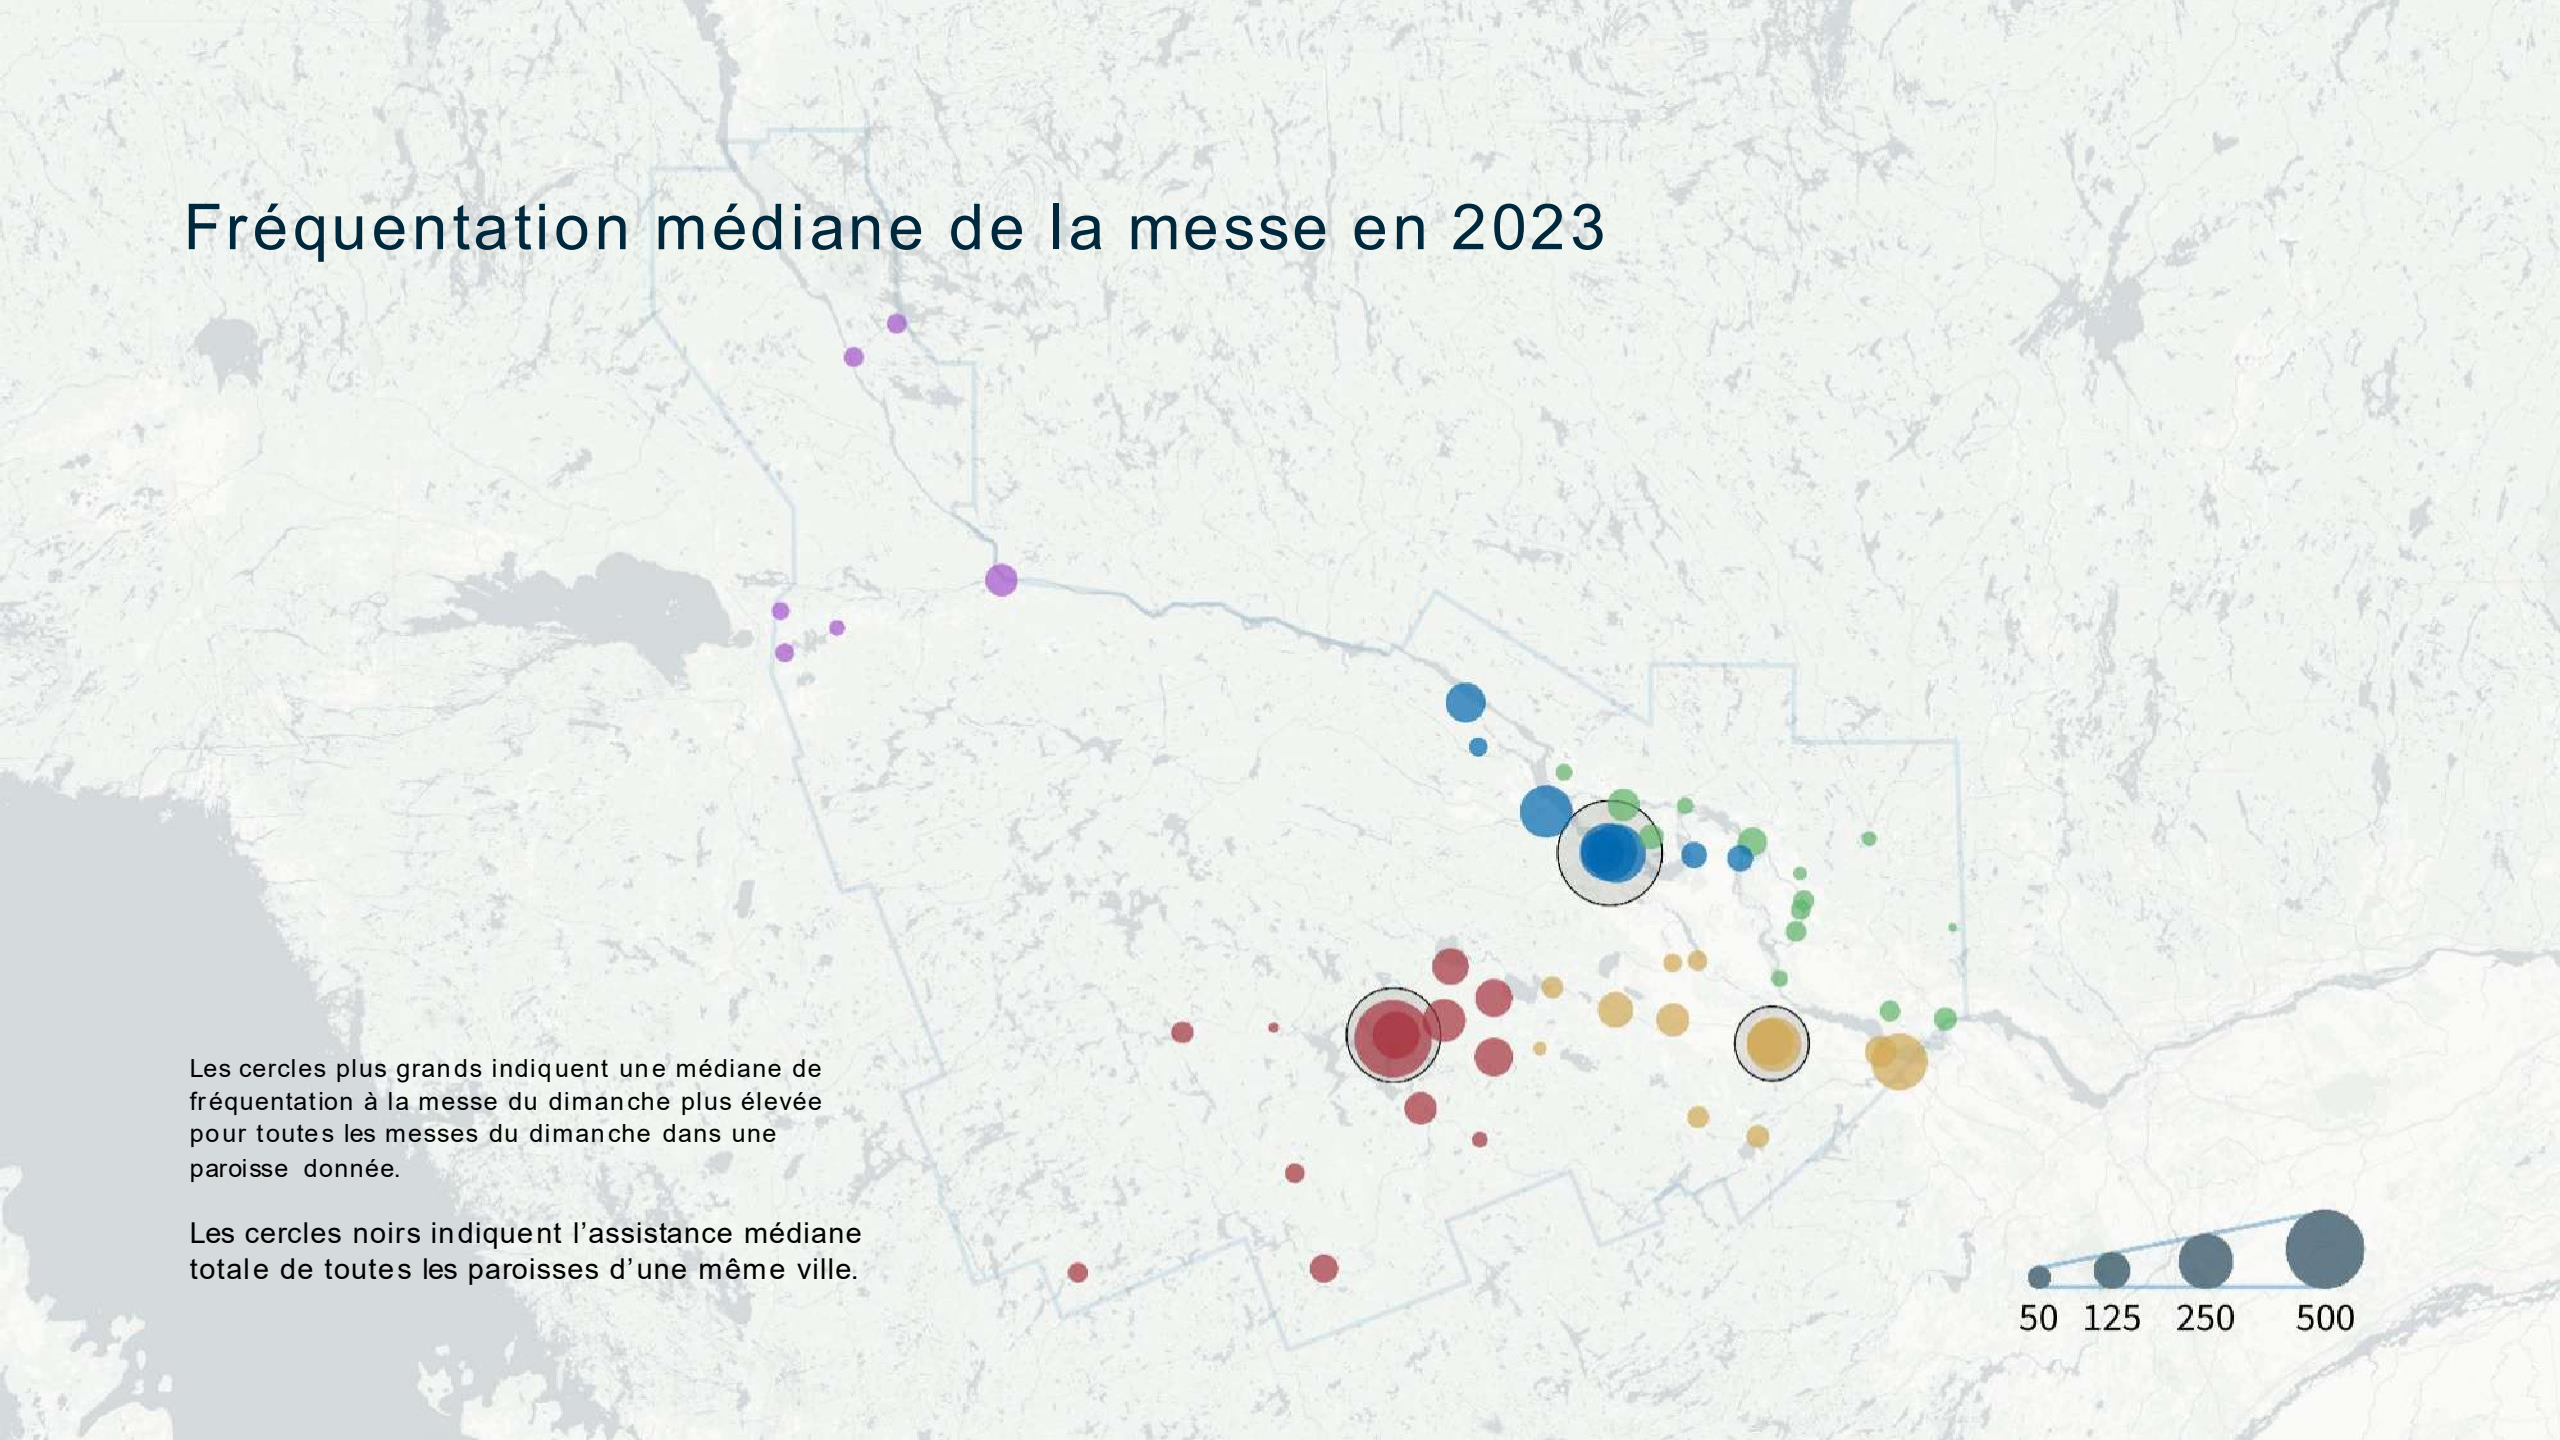 Fréquentation médiane de la messe en 2023
Les cercles plus grands indiquent une médiane de
fréquentation à la messe du dimanche plus élevée
pour toutes les messes du dimanche dans une
paroisse donnée.
Les cercles noirs indiquent l’assistance médiane
totale de toutes les paroisses d’une même ville.
50 125 250 500